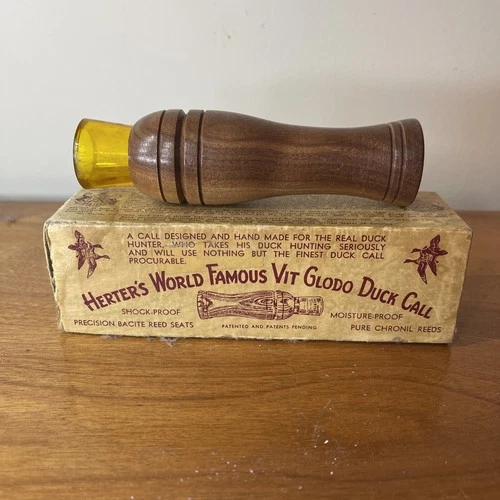 A CALL DESIGNED AND HAND MADE FOR THE REAL DUCK
HUNTER, WHO TAKES HIS DUCK HUNTING SERIOUSLY
AND WILL USE NOTHING BUT THE FINEST DUCK CALL
PROCURABLE.
HERTER'S WORLD FAMOUS VIT GLODO DUCK CALL
SHOCK-PROOF
MOISTURE-PROOF
PRECISION BACITE REED SEATS
PATENTED AND PATENTS PENDING
PURE CHRONIL REEDS